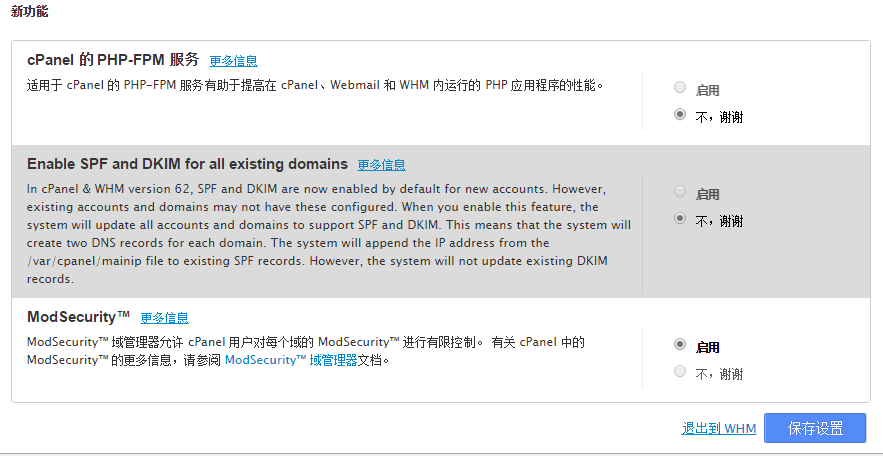 新功能
cPanel 的 PHP-FPM 服务 更多信息
适用于 cPanel 的 PHP-FPM 服务有助于提高在 cPanel、Webmail 和 WHM 内运行的 PHP 应用程序的性能。
启用
不，谢谢
Enable SPF and DKIM for all existing domains 更多信息
In cPanel & WHM version 62, SPF and DKIM are now enabled by default for new accounts. However,
existing accounts and domains may not have these configured. When you enable this feature, the
system will update all accounts and domains to support SPF and DKIM. This means that the system will
create two DNS records for each domain. The system will append the IP address from the
/var/cpanel/mainip file to existing SPF records. However, the system will not update existing DKIM
records.
启用
不，谢谢
ModSecurity™ 更多信息
ModSecurity™ 域管理器允许 cPanel 用户对每个域的 ModSecurity™ 进行有限控制。 有关 cPanel 中的
ModSecurity™ 的更多信息，请参阅 ModSecurity™ 域管理器文档。
启用
不，谢谢
退出到 WHM 保存设置